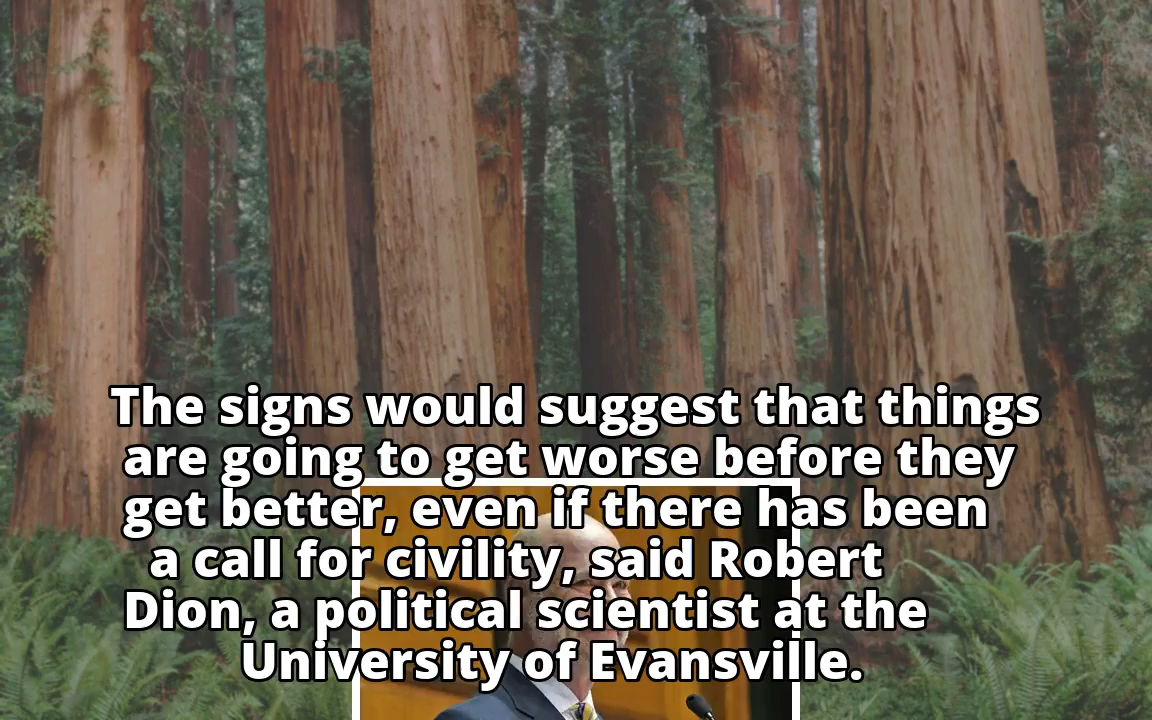 The signs would suggest that things
are going to get worse before they
get better, even if there has been
a call for civility, said Robert
Dion, a political scientist at the
University of Evansville.